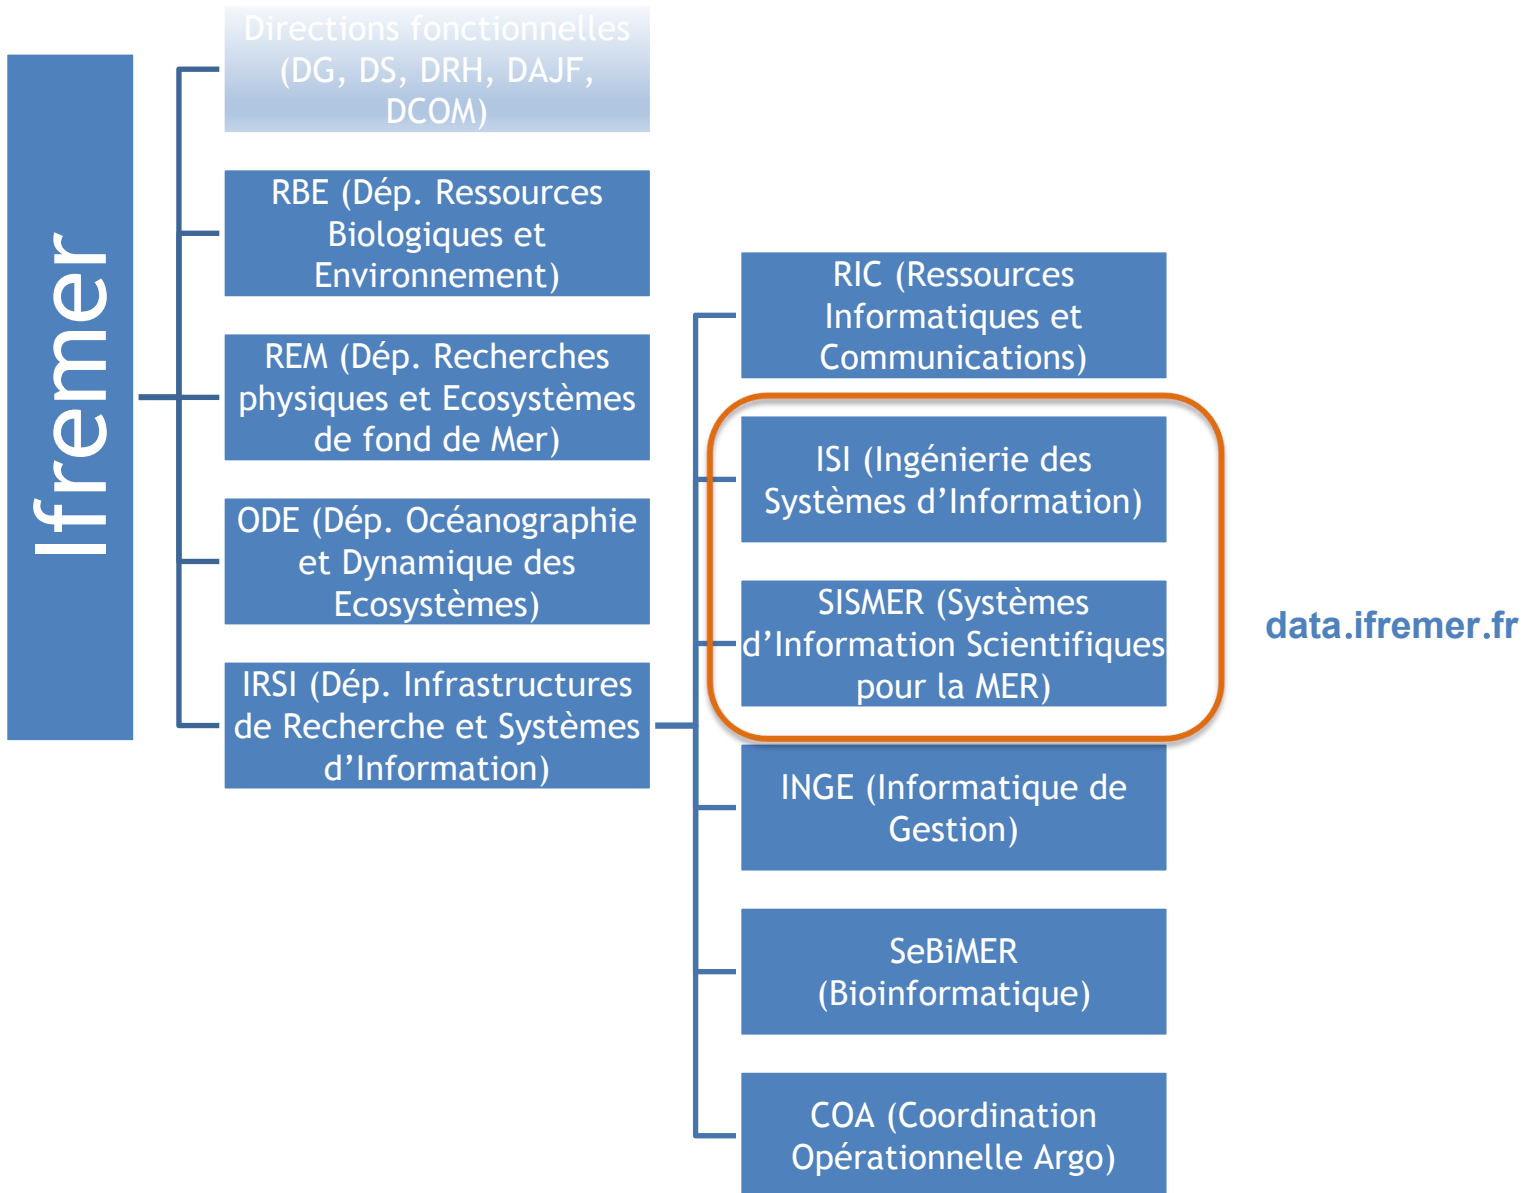 Ifremer
Directions fonctionnelles
(DG, DS, DRH, DAJF,
DCOM)
RBE (Dép. Ressources
Biologiques et
Environnement)
REM (Dép. Recherches
physiques et Ecosystèmes
de fond de Mer)
ODE (Dép. Océanographie
et Dynamique des
Ecosystèmes)
IRSI (Dép. Infrastructures
de Recherche et Systèmes
d’Information)
RIC (Ressources
Informatiques et
Communications)
ISI (Ingénierie des
Systèmes d’Information)
SISMER (Systèmes
d’Information Scientifiques
pour la MER)
INGE (Informatique de
Gestion)
SeBiMER
(Bioinformatique)
COA (Coordination
Opérationnelle Argo)
data.ifremer.fr